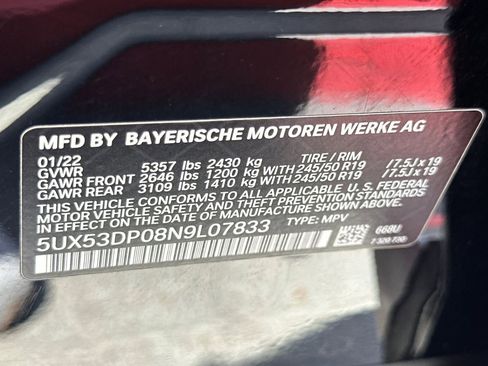 MFD BY BAYERISCHE MOTOREN WERKE AG
01/22 TIRE / RIM
GVWR 5357 lbs 2430 kg
GAWR FRONT 2646 lbs 1200 kg WITH 245/50 R19 /7.5J x 19
GAWR REAR 3109 lbs 1410 kg WITH 245/50 R19 /7.5J x 19
THIS VEHICLE CONFORMS TO ALL APPLICABLE U.S. FEDERAL
MOTOR VEHICLE SAFETY AND THEFT PREVENTION STANDARDS
IN EFFECT ON THE DATE OF MANUFACTURE SHOWN ABOVE.
5UX53DP08N9L07833 TYPE: MPV 668U